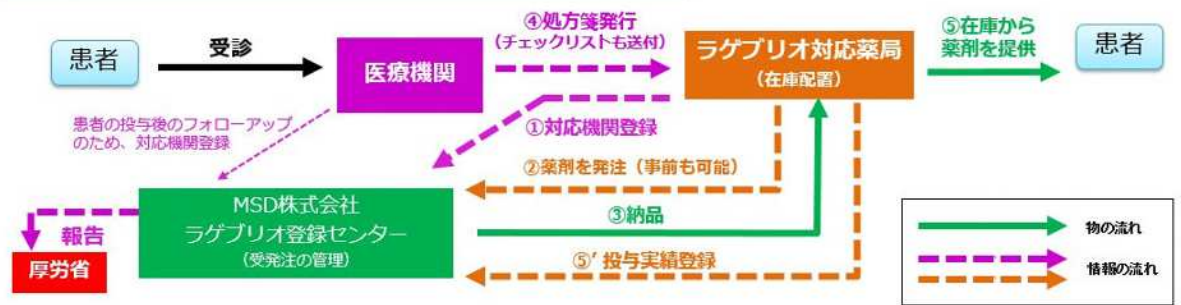 患者
受診
医療機関
④処方箋発行
(チェックリストも送付)
ラゲブリオ対応薬局
(在庫配置)
⑤在庫から
薬剤を提供
患者
患者の投与後のフォローアップ
のため、対応機関登録
①対応機関登録
②薬剤を発注(事前も可能)
MSD株式会社
ラゲブリオ登録センター
(受発注の管理)
③納品
⑤’投与実績登録
報告
厚労省
物の流れ
情報の流れ